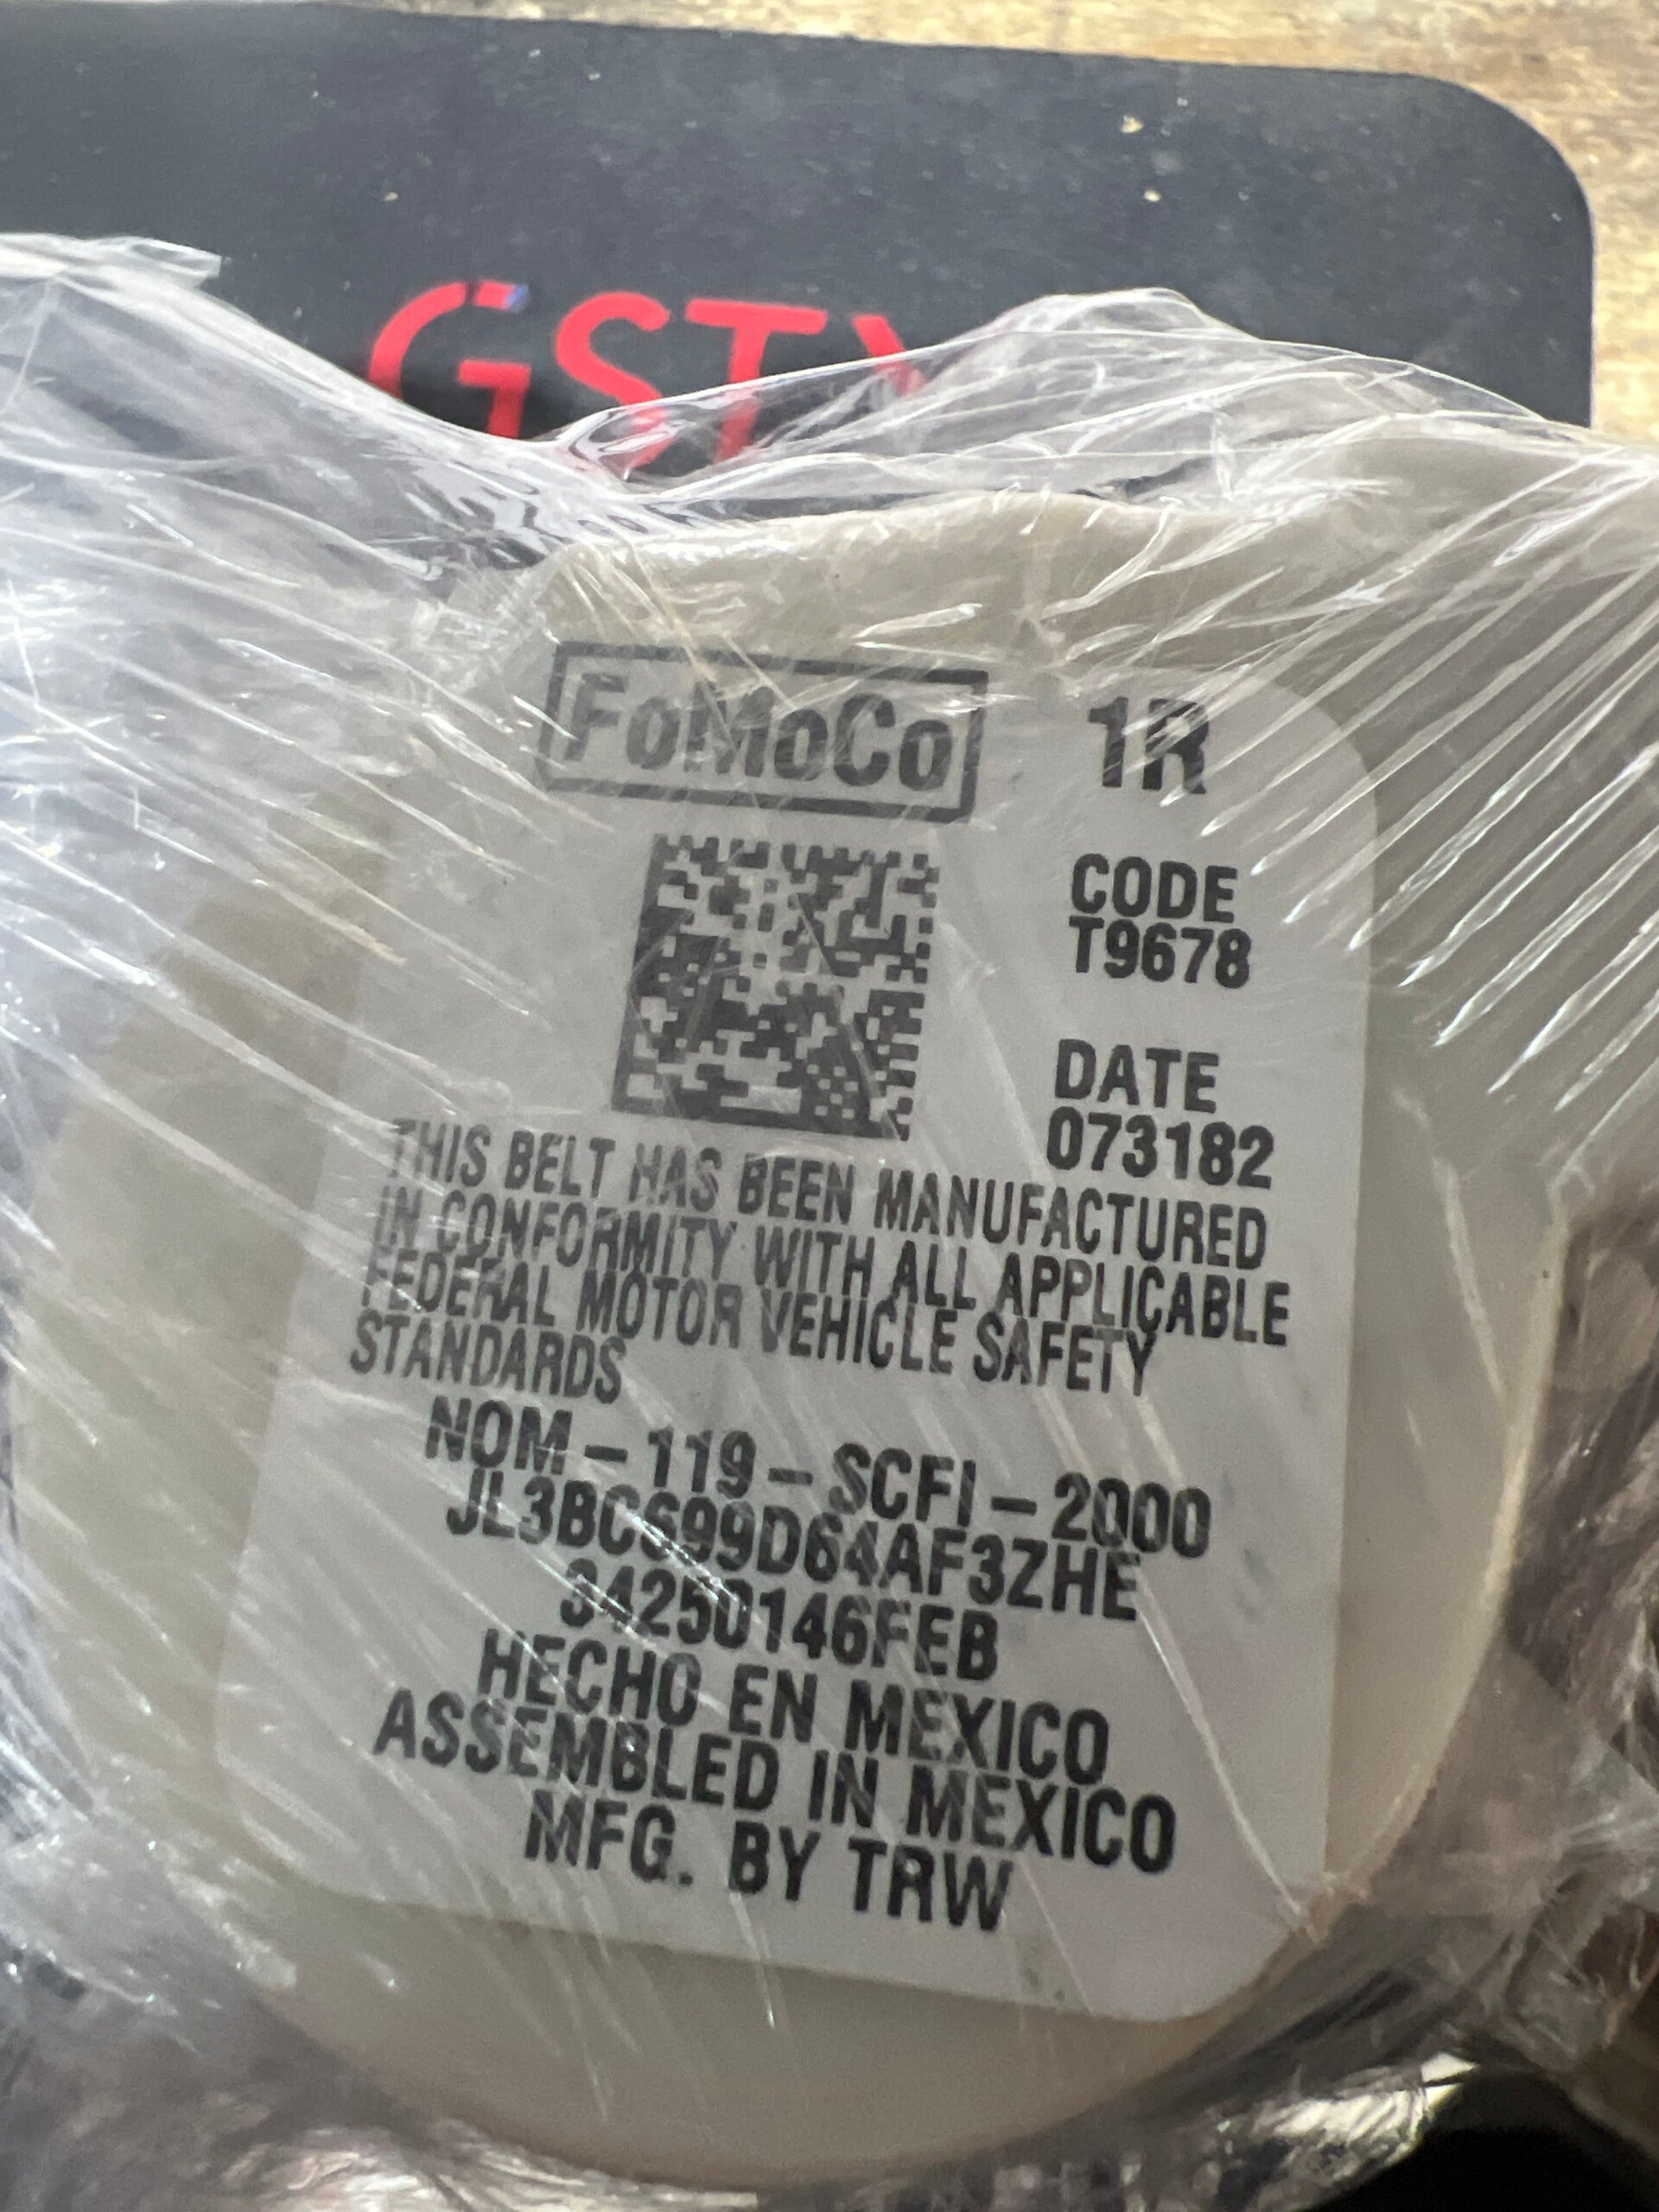 GST
FoMoCo 1R
CODE
T9678
DATE
073182
THIS BELT HAS BEEN MANUFACTURED
IN CONFORMITY WITH ALL APPLICABLE
FEDERAL MOTOR VEHICLE SAFETY
STANDARDS
NOM - 119 - SCFI - 2000
JL3BC699D64AF3ZHE
34250146FEB
HECHO EN MEXICO
ASSEMBLED IN MEXICO
MFG. BY TRW